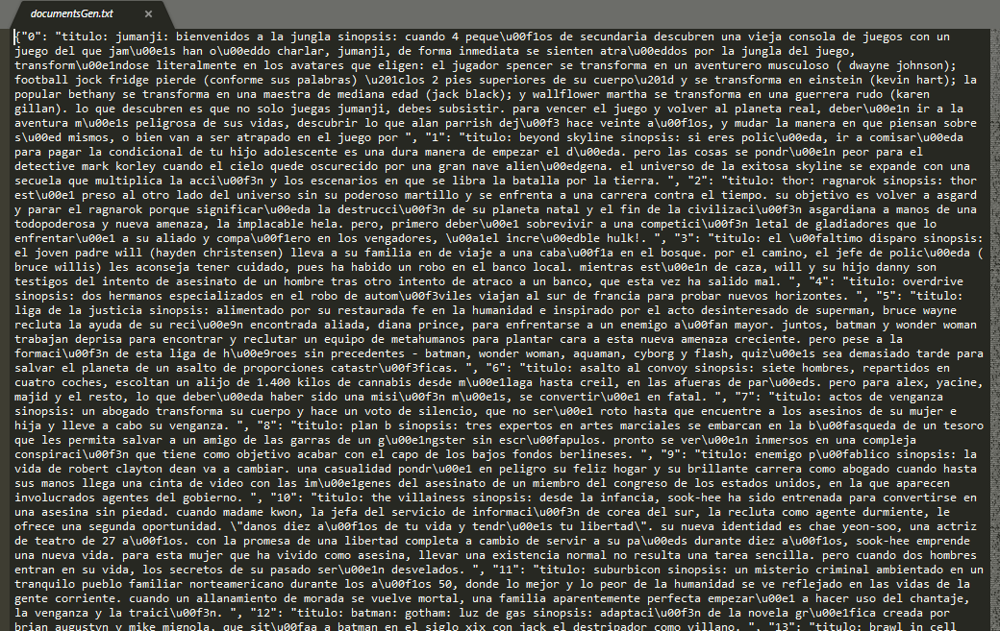 documentsGen.txt ×
{"0": "titulo: jumanji: bienvenidos a la jungla sinopsis: cuando 4 peque\u00f1os de secundaria descubren una vieja consola de juegos con un
juego del que jam\u00e1s han o\u00eddo charlar, jumanji, de forma inmediata se sienten atra\u00eddos por la jungla del juego,
transform\u00e1ndose literalmente en los avatares que eligen: el jugador spencer se transforma en un aventurero musculoso ( dwayne johnson);
football jock fridge pierde (conforme sus palabras) \u201clos 2 pies superiores de su cuerpo\u201d y se transforma en einstein (kevin hart); la
popular bethany se transforma en una maestra de mediana edad (jack black); y wallflower martha se transforma en una guerrera rudo (karen
gillan). lo que descubren es que no solo juegas jumanji, debes subsistir. para vencer el juego y volver al planeta real, deber\u00e1n ir a la
aventura m\u00e1s peligrosa de sus vidas, descubrir lo que alan parrish dej\u00f3 hace veinte a\u00f1os, y mudar la manera en que piensan sobre
s\u00ed mismos, o bien van a ser atrapado en el juego por ", "1": "titulo: beyond skyline sinopsis: si eres polic\u00eda, ir a comisar\u00eda
para pagar la condicional de tu hijo adolescente es una dura manera de empezar el d\u00eda. pero las cosas se pondr\u00e1n peor para el
detective mark korley cuando el cielo quede oscurecido por una gran nave alien\u00edgena. el universo de la exitosa skyline se expande con una
secuela que multiplica la acci\u00f3n y los escenarios en que se libra la batalla por la tierra. ", "2": "titulo: thor: ragnarok sinopsis: thor
est\u00e1 preso al otro lado del universo sin su poderoso martillo y se enfrenta a una carrera contra el tiempo. su objetivo es volver a asgard
y parar el ragnarok porque significar\u00eda la destrucci\u00f3n de su planeta natal y el fin de la civilizaci\u00f3n asgardiana a manos de una
todopoderosa y nueva amenaza, la implacable hela. pero, primero deber\u00e1 sobrevivir a una competici\u00f3n letal de gladiadores que lo
enfrentar\u00e1 a su aliado y compa\u00f1ero en los vengadores, \u00a1el incre\u00edble hulk!. ", "3": "titulo: el \u00faltimo disparo sinopsis:
el joven padre will (hayden christensen) lleva a su familia en de viaje a una caba\u00f1a en el bosque. por el camino, el jefe de polic\u00eda (
bruce willis) les aconseja tener cuidado, pues ha habido un robo en el banco local. mientras est\u00e1n de caza, will y su hijo danny son
testigos del intento de asesinato de un hombre tras otro intento de atraco a un banco, que esta vez ha salido mal. ", "4": "titulo: overdrive
sinopsis: dos hermanos especializados en el robo de autom\u00f3viles viajan al sur de francia para probar nuevos horizontes. ", "5": "titulo:
liga de la justicia sinopsis: alimentado por su restaurada fe en la humanidad e inspirado por el acto desinteresado de superman, bruce wayne
recluta la ayuda de su reci\u00e9n encontrada aliada, diana prince, para enfrentarse a un enemigo a\u00fan mayor. juntos, batman y wonder woman
trabajan deprisa para encontrar y reclutar un equipo de metahumanos para plantar cara a esta nueva amenaza creciente. pero pese a la
formaci\u00f3n de esta liga de h\u00e9roes sin precedentes - batman, wonder woman, aquaman, cyborg y flash, quiz\u00e1s sea demasiado tarde para
salvar el planeta de un asalto de proporciones catastr\u00f3ficas. ", "6": "titulo: asalto al convoy sinopsis: siete hombres, repartidos en
cuatro coches, escoltan un alijo de 1.400 kilos de cannabis desde m\u00e1laga hasta creil, en las afueras de par\u00eds. pero para alex, yacine,
majid y el resto, lo que deber\u00eda haber sido una misi\u00f3n m\u00e1s, se convertir\u00e1 en fatal. ", "7": "titulo: actos de venganza
sinopsis: un abogado transforma su cuerpo y hace un voto de silencio, que no ser\u00e1 roto hasta que encuentre a los asesinos de su mujer e
hija y lleve a cabo su venganza. ", "8": "titulo: plan b sinopsis: tres expertos en artes marciales se embarcan en la b\u00fasqueda de un tesoro
que les permita salvar a un amigo de las garras de un g\u00e1ngster sin escr\u00fapulos. pronto se ver\u00e1n inmersos en una compleja
conspiraci\u00f3n que tiene como objetivo acabar con el capo de los bajos fondos berlineses. ", "9": "titulo: enemigo p\u00fablico sinopsis: la
vida de robert clayton dean va a cambiar. una casualidad pondr\u00e1 en peligro su feliz hogar y su brillante carrera como abogado cuando hasta
sus manos llega una cinta de video con las im\u00e1genes del asesinato de un miembro del congreso de los estados unidos, en la que aparecen
involucrados agentes del gobierno. ", "10": "titulo: the villainess sinopsis: desde la infancia, sook-hee ha sido entrenada para convertirse en
una asesina sin piedad. cuando madame kwon, la jefa del servicio de informaci\u00f3n de corea del sur, la recluta como agente durmiente, le
ofrece una segunda oportunidad. \"danos diez a\u00f1os de tu vida y tendr\u00e1s tu libertad\". su nueva identidad es chae yeon-soo, una actriz
de teatro de 27 a\u00f1os. con la promesa de una libertad completa a cambio de servir a su pa\u00eds durante diez a\u00f1os, sook-hee emprende
una nueva vida. para esta mujer que ha vivido como asesina, llevar una existencia normal no resulta una tarea sencilla. pero cuando dos hombres
entran en su vida, los secretos de su pasado ser\u00e1n desvelados. ", "11": "titulo: suburbicon sinopsis: un misterio criminal ambientado en un
tranquilo pueblo familiar norteamericano durante los a\u00f1os 50, donde lo mejor y lo peor de la humanidad se ve reflejado en las vidas de la
gente corriente. cuando un allanamiento de morada se vuelve mortal, una familia aparentemente perfecta empezar\u00e1 a hacer uso del chantaje,
la venganza y la traici\u00f3n. ", "12": "titulo: batman: gotham: luz de gas sinopsis: adaptaci\u00f3n de la novela gr\u00e1fica creada por
brian augustyn y mike mignola, que sit\u00faa a batman en el siglo xix con jack el destripador como villano. ", "13": "titulo: brawl in cell